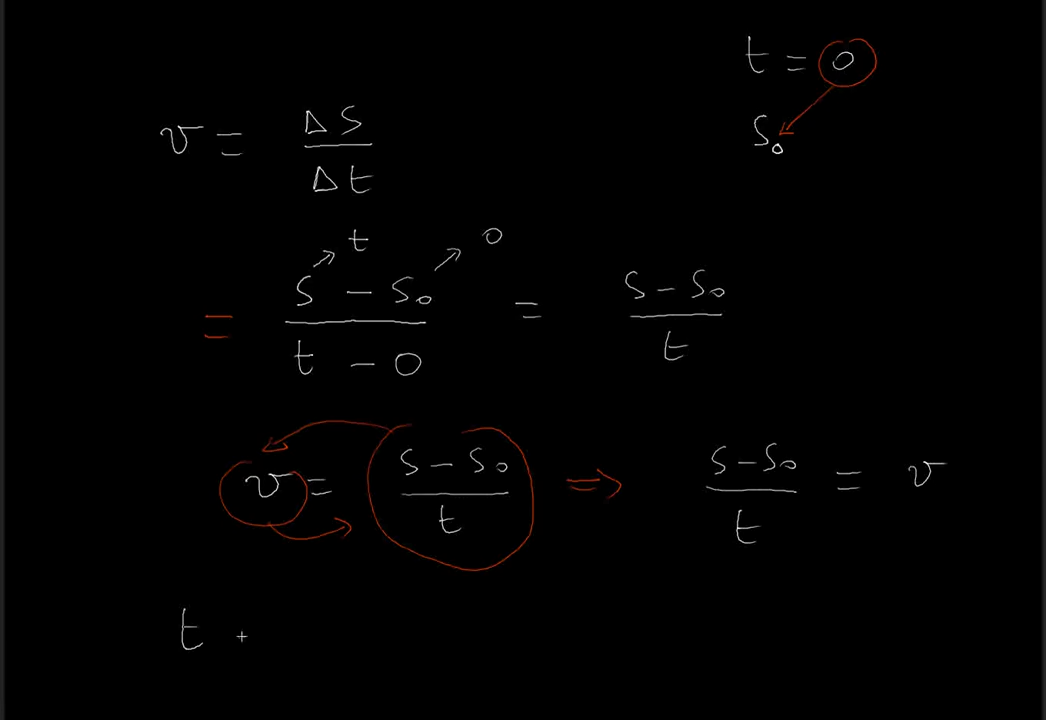 t = 0
S₀
v = ΔS / Δt
t 0
= S - S₀ / t - 0 = S - S₀ / t
v = S - S₀ / t ⇒ S - S₀ / t = v
t